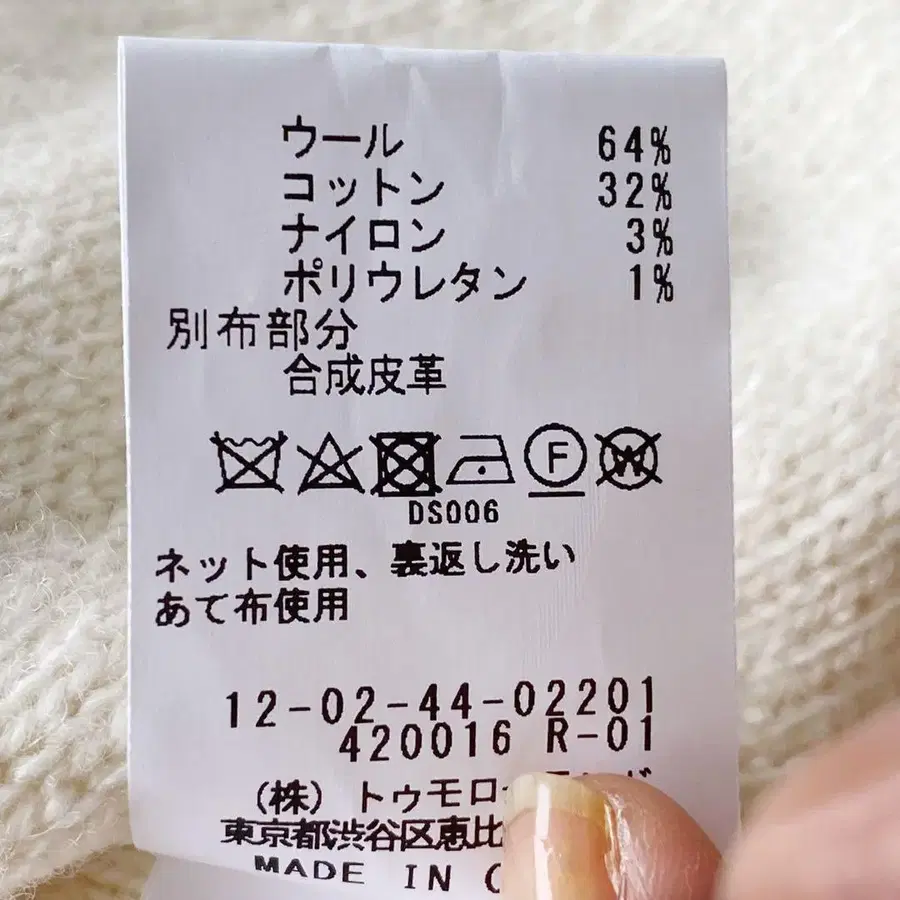 ウール 64%
コットン 32%
ナイロン 3%
ポリウレタン 1%
別布部分
合成皮革
F W
DS006
ネット使用、裏返し洗い
あて布使用
12-02-44-02201
420016 R-01
(株) トゥモロー
東京都渋谷区恵比
MADE IN